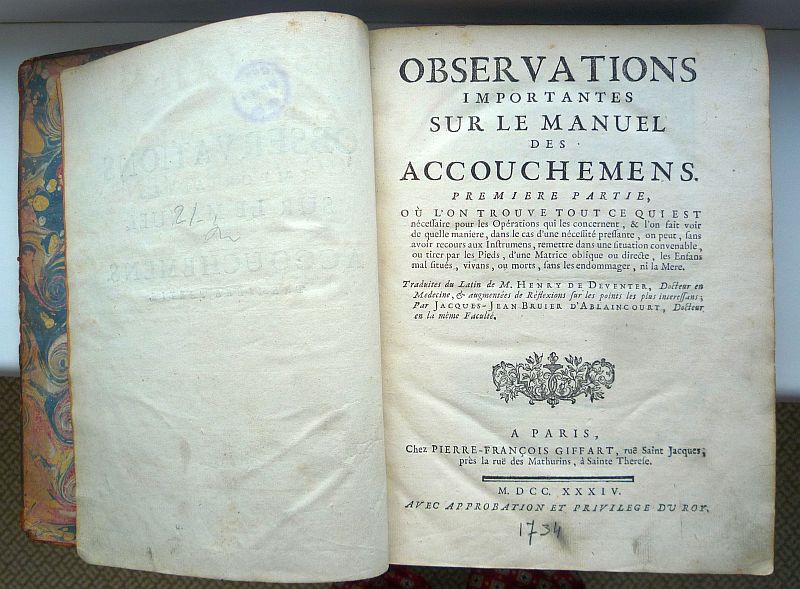 OBSERVATIONS
IMPORTANTES
SUR LE MANUEL
DES
ACCOUCHEMENS.
PREMIERE PARTIE,
OÙ L'ON TROUVE TOUT CE QUI EST
néceſſaire pour les Opérations qui les concernent, & l'on fait voir
de quelle maniere, dans le cas d'une néceſſité preſſante, on peut, ſans
avoir recours aux Inſtrumens, remettre dans une ſituation convenable,
ou tirer par les Pieds, d'une Matrice oblique ou directe, les Enfans
mal ſitués, vivans, ou morts, ſans les endommager, ni la Mere.
Traduites du Latin de M. HENRY DE DEVENTER, Docteur en
Medecine, & augmentées de Réflexions ſur les points les plus intereſſans;
Par JACQUES-JEAN BRUIER D'ABLAINCOURT, Docteur
en la même Faculté.
A PARIS,
Chez PIERRE-FRANÇOIS GIFFART, ruë Saint Jacques;
près la ruë des Mathurins, à Sainte Thereſe.
M. DCC. XXXIV.
AVEC APPROBATION ET PRIVILEGE DU ROY.
1734